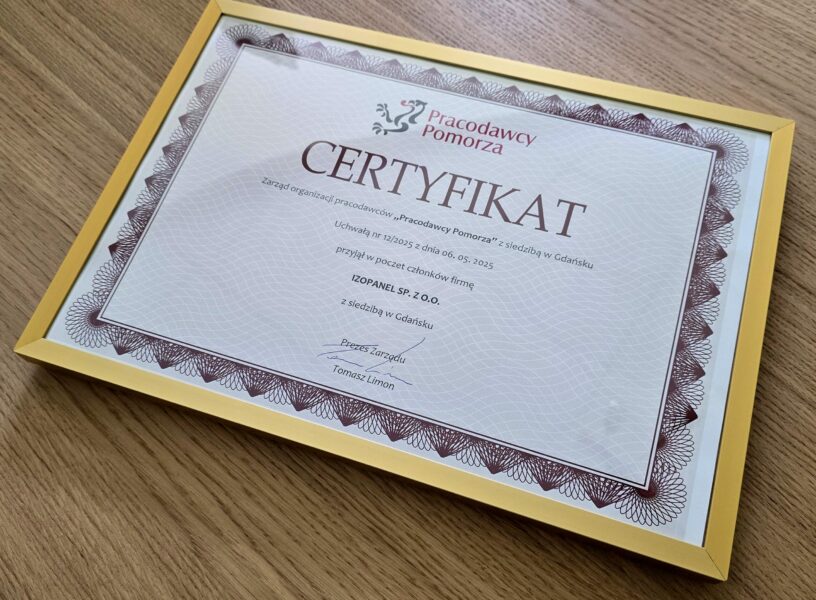 Pracodawcy
Pomorza
CERTYFIKAT
Zarząd organizacji pracodawców „Pracodawcy Pomorza” z siedzibą w Gdańsku
Uchwałą nr 12/2025 z dnia 06. 05. 2025
przyjął w poczet członków firmę
IZOPANEL SP. Z O.O.
z siedzibą w Gdańsku
Prezes Zarządu
Tomasz Limon